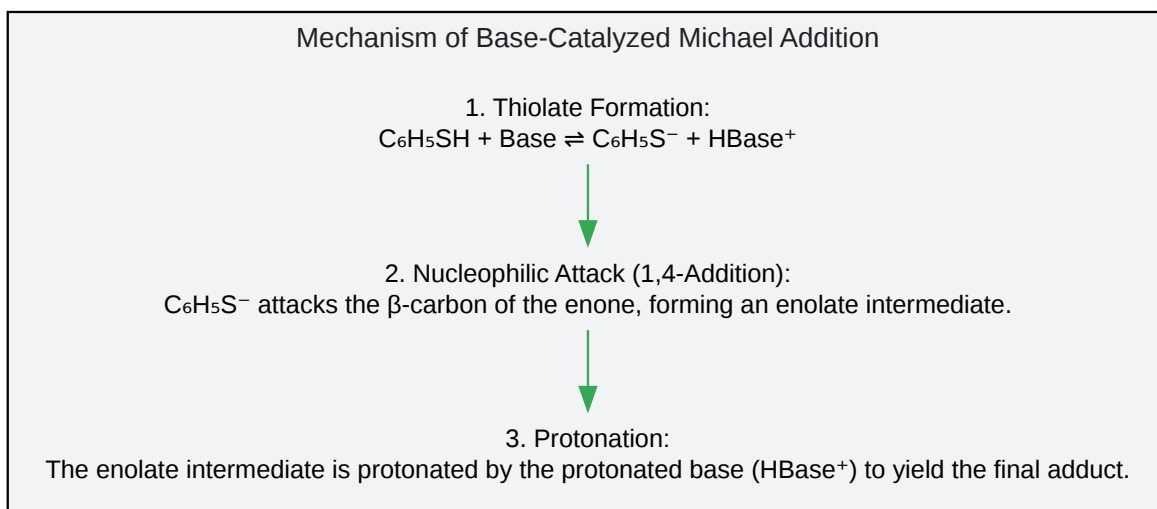 Mechanism of Base-Catalyzed Michael Addition
1. Thiolate Formation:
C₆H₅SH + Base ⇌ C₆H₅S⁻ + HBase⁺
2. Nucleophilic Attack (1,4-Addition):
C₆H₅S⁻ attacks the β-carbon of the enone, forming an enolate intermediate.
3. Protonation:
The enolate intermediate is protonated by the protonated base (HBase⁺) to yield the final adduct.